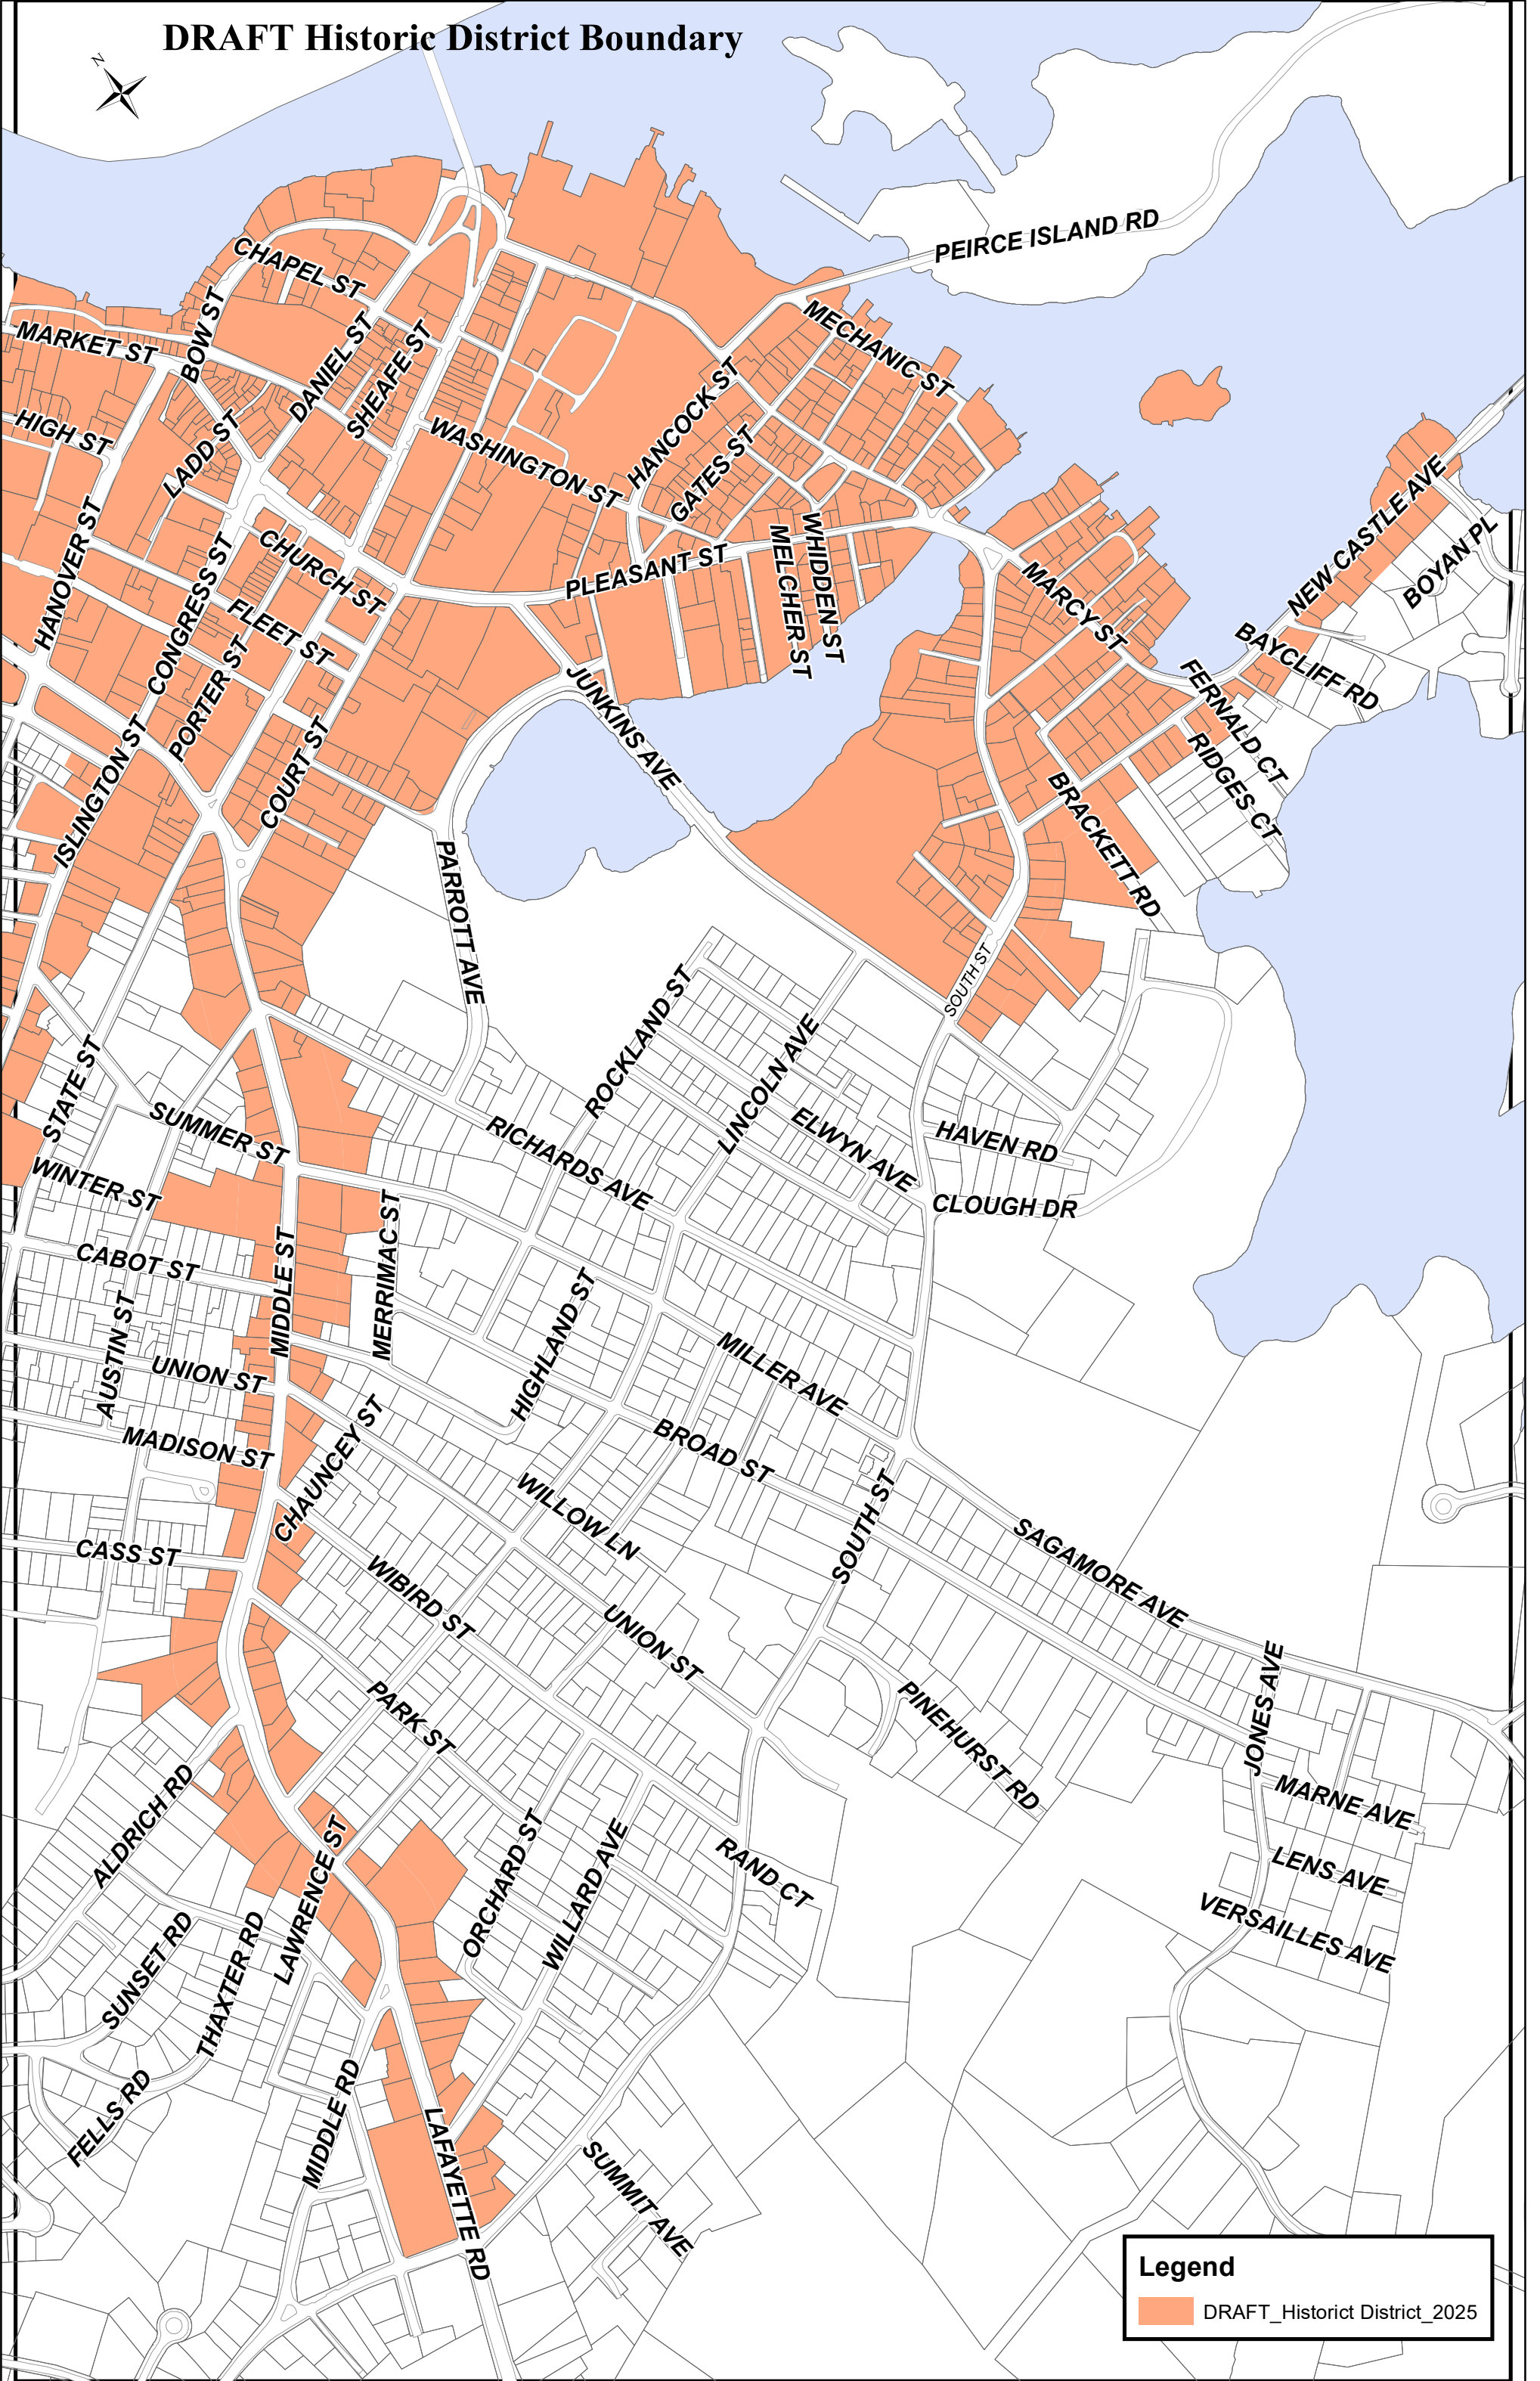 DRAFT Historic District Boundary
N
PEIRCE ISLAND RD
CHAPEL ST
MECHANIC ST
BOW ST
MARKET ST
DANIEL ST
SHEAFE ST
HANCOCK ST
HIGH ST
LADD ST
WASHINGTON ST
GATES ST
NEW CASTLE AVE
BOYAN PL
HANOVER ST
CHURCH ST
CONGRESS ST
WHIDDEN ST
MELCHER ST
PLEASANT ST
MARCY ST
FLEET ST
PORTER ST
BAYCLIFF RD
FERNALD CT
JUNKINS AVE
ISLINGTON ST
COURT ST
RIDGES CT
BRACKETT RD
PARROTT AVE
SOUTH ST
ROCKLAND ST
LINCOLN AVE
STATE ST
SUMMER ST
RICHARDS AVE
ELWYN AVE
HAVEN RD
WINTER ST
CLOUGH DR
MERRIMAC ST
MIDDLE ST
CABOT ST
HIGHLAND ST
AUSTIN ST
UNION ST
MILLER AVE
CHAUNCEY ST
MADISON ST
BROAD ST
WILLOW LN
SOUTH ST
SAGAMORE AVE
CASS ST
WIBIRD ST
UNION ST
JONES AVE
PARK ST
PINEHURST RD
MARNE AVE
ALDRICH RD
LAWRENCE ST
ORCHARD ST
WILLARD AVE
RAND CT
LENS AVE
VERSAILLES AVE
SUNSET RD
THAXTER RD
FELLS RD
MIDDLE RD
LAFAYETTE RD
SUMMIT AVE
Legend
DRAFT_Historict District_2025